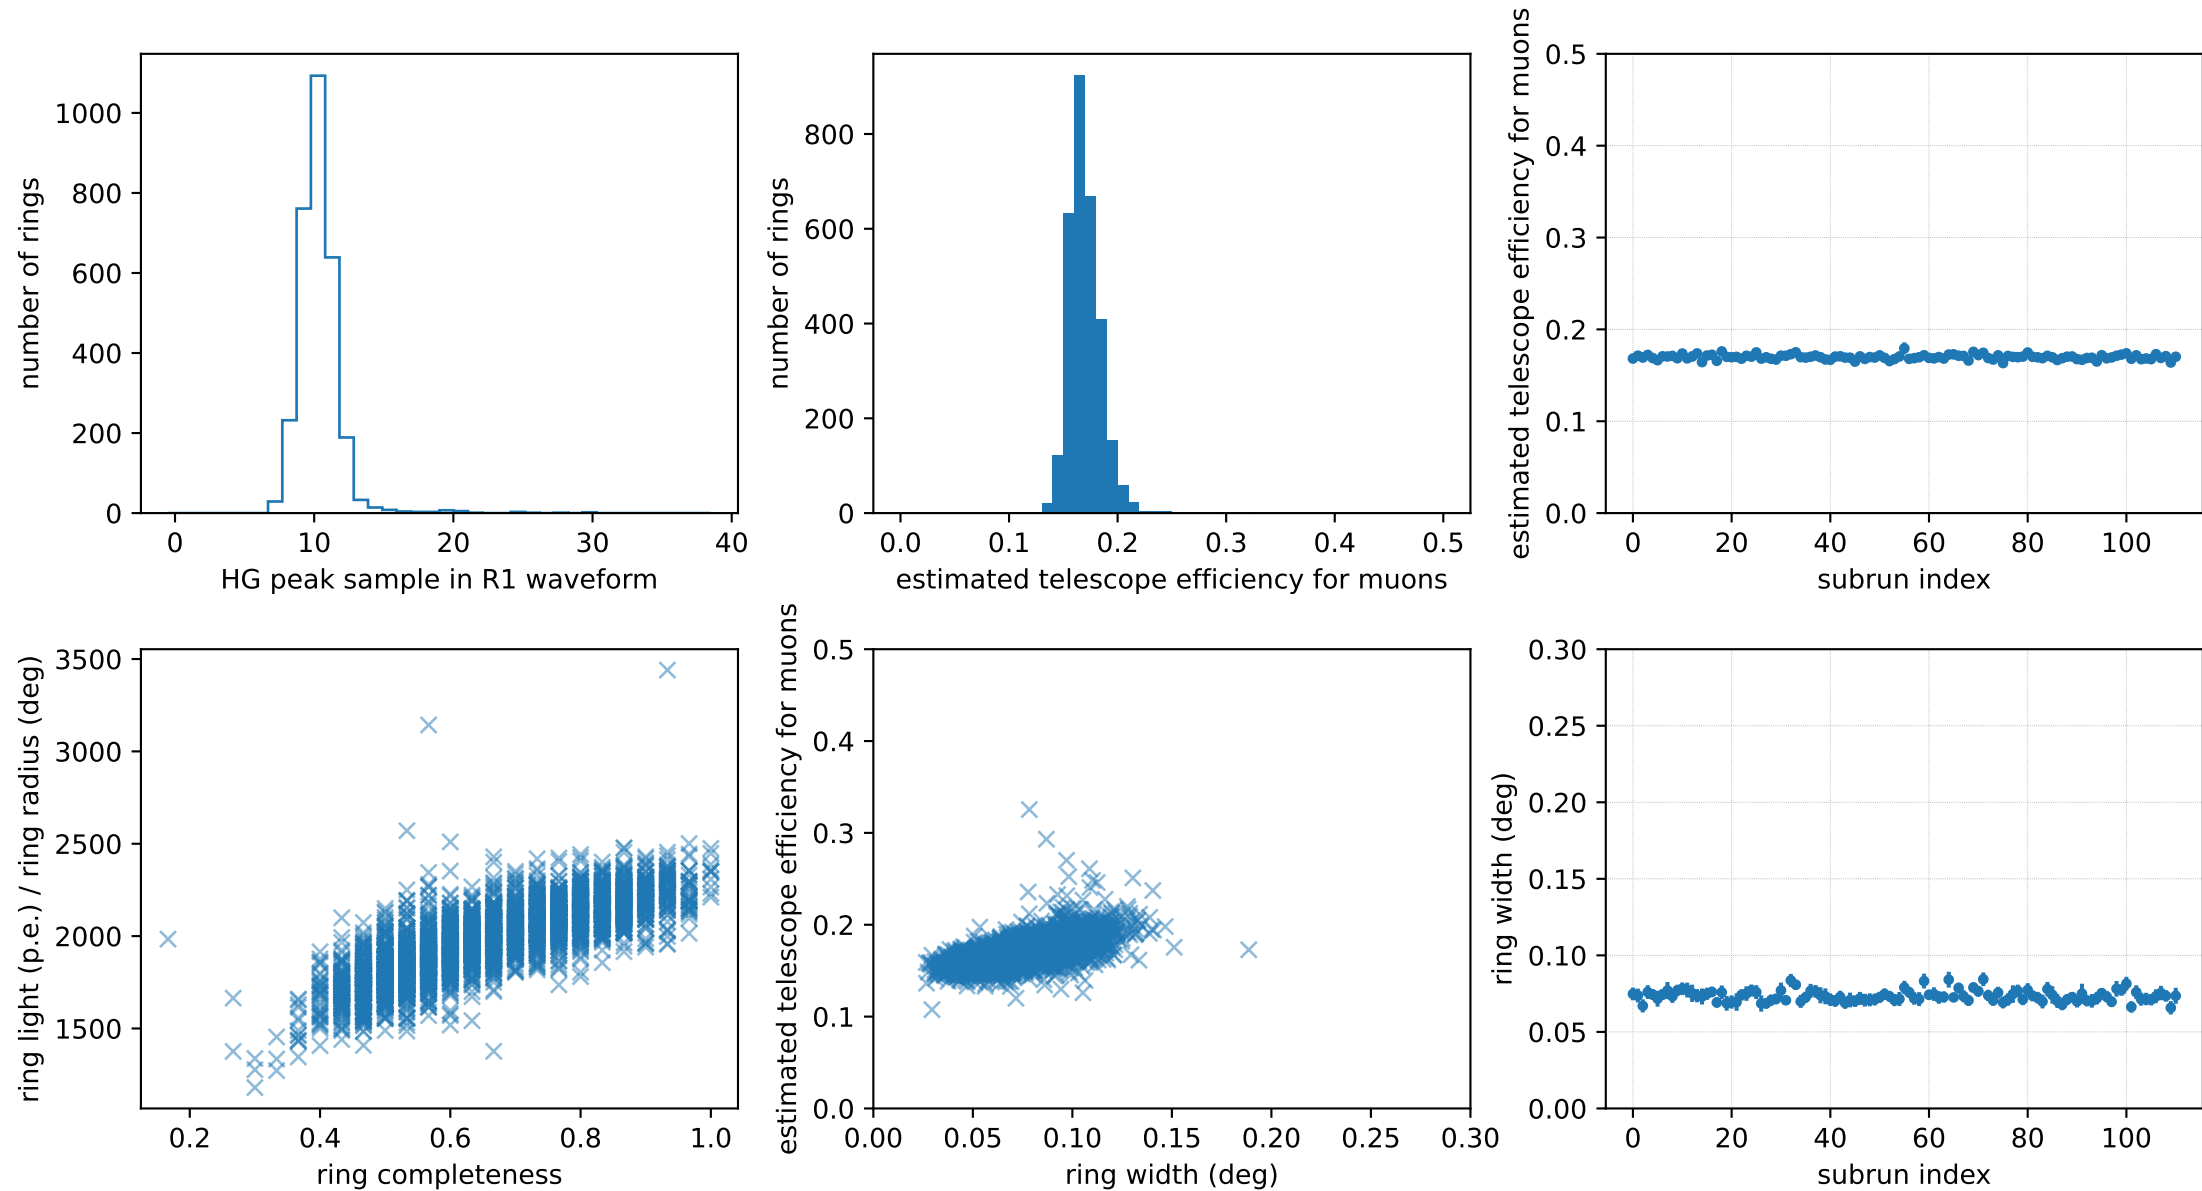 number of rings
1000
800
600
400
200
0
0 10 20 30 40
HG peak sample in R1 waveform
number of rings
800
600
400
200
0
0.0 0.1 0.2 0.3 0.4 0.5
estimated telescope efficiency for muons
estimated telescope efficiency for muons
0.5
0.4
0.3
0.2
0.1
0.0
0 20 40 60 80 100
subrun index
ring light (p.e.) / ring radius (deg)
3500
3000
2500
2000
1500
0.2 0.4 0.6 0.8 1.0
ring completeness
estimated telescope efficiency for muons
0.5
0.4
0.3
0.2
0.1
0.0
0.00 0.05 0.10 0.15 0.20 0.25 0.30
ring width (deg)
ring width (deg)
0.30
0.25
0.20
0.15
0.10
0.05
0.00
0 20 40 60 80 100
subrun index